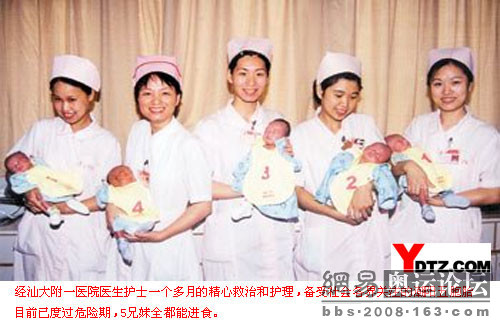 4
3
2
YDTZ.COM
網易 奥运论坛
bbs·2008·163·com
经汕大附一医院医生护士一个多月的精心救治和护理，备受社会各界关
目前已度过危险期，5兄妹全都能进食。